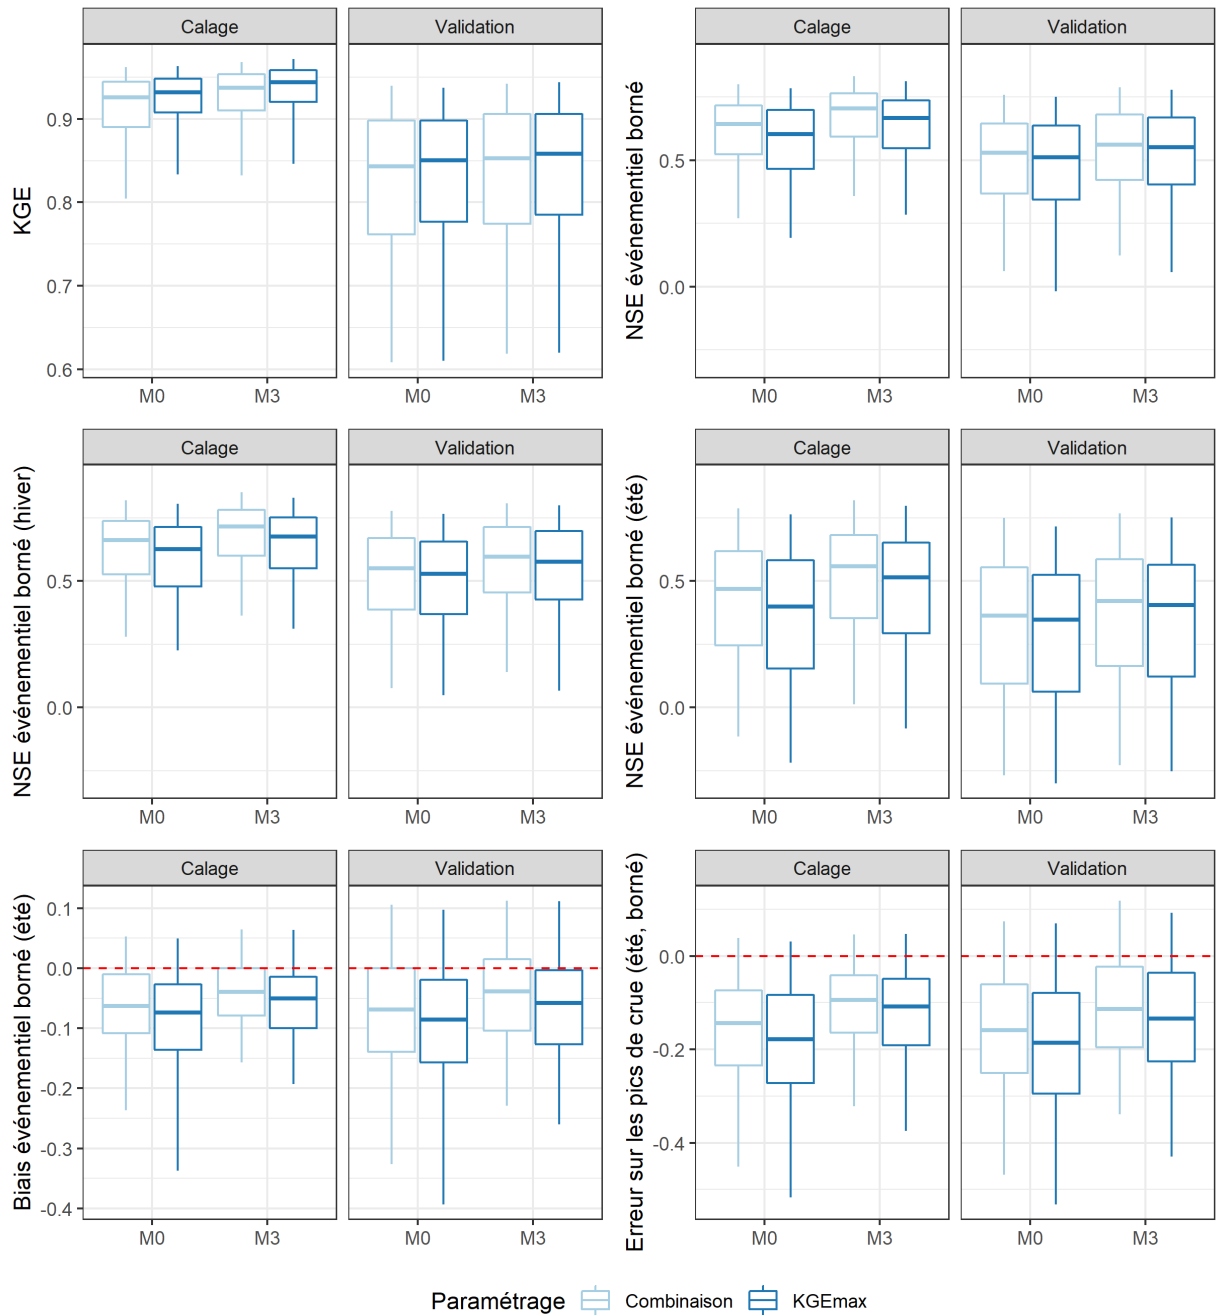 Calage
Validation
KGE
0.9
0.8
0.7
0.6
M0
M3
M0
M3
Calage
Validation
NSE événementiel borné
0.5
0.0
M0
M3
M0
M3
Calage
Validation
NSE événementiel borné (hiver)
0.5
0.0
M0
M3
M0
M3
Calage
Validation
NSE événementiel borné (été)
0.5
0.0
M0
M3
M0
M3
Calage
Validation
Biais événementiel borné (été)
0.1
0.0
-0.1
-0.2
-0.3
-0.4
M0
M3
M0
M3
Calage
Validation
Erreur sur les pics de crue (été, borné)
0.0
-0.2
-0.4
M0
M3
M0
M3
Paramétrage
Combinaison
KGEmax